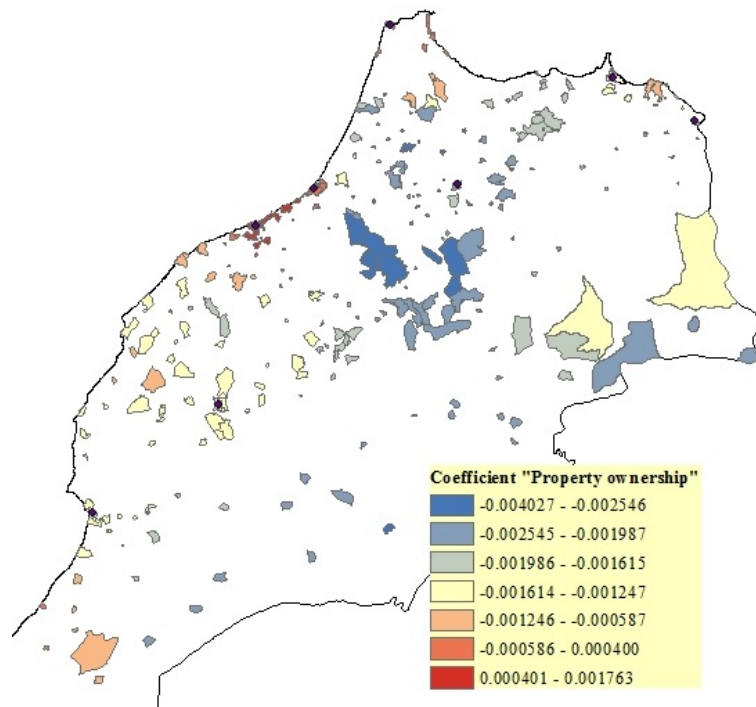 Coefficient "Property ownership"
-0.004027 - -0.002546
-0.002545 - -0.001987
-0.001986 - -0.001615
-0.001614 - -0.001247
-0.001246 - -0.000587
-0.000586 - 0.000400
0.000401 - 0.001763